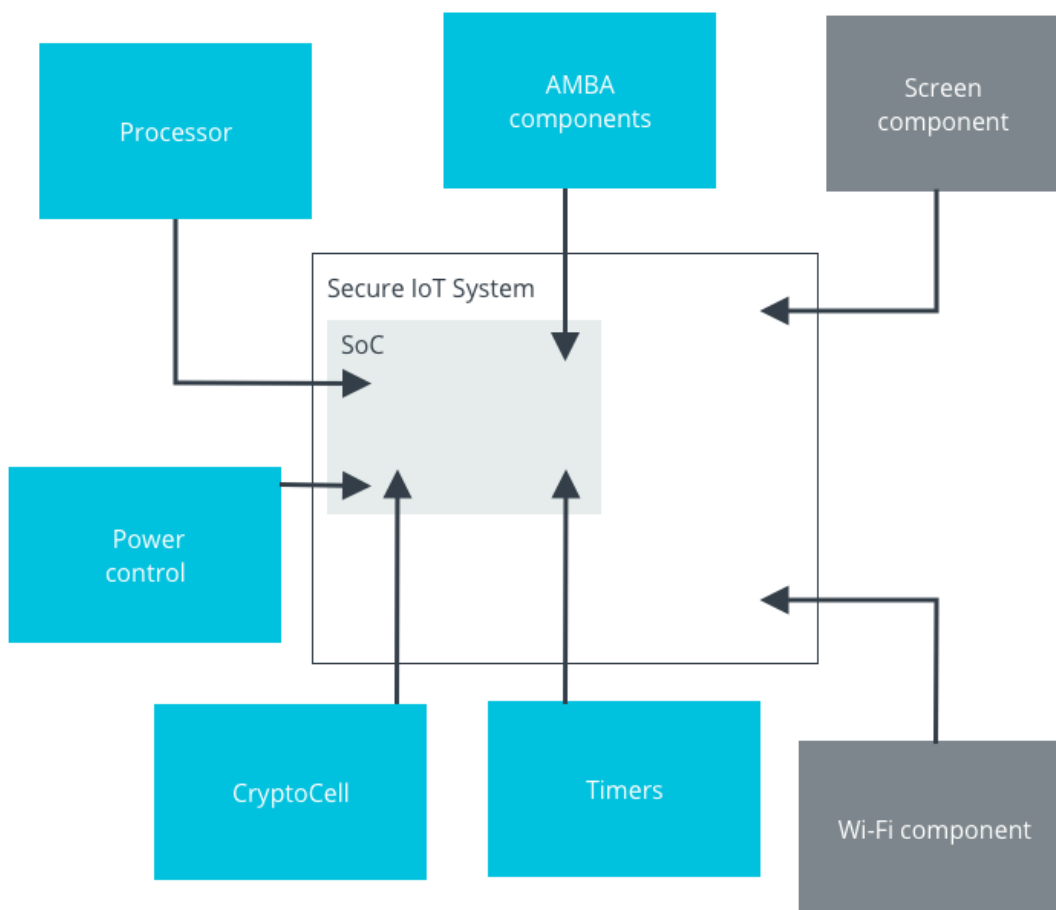 Processor
AMBA
components
Screen
component
Secure IoT System
SoC
Power
control
CryptoCell
Timers
Wi-Fi component